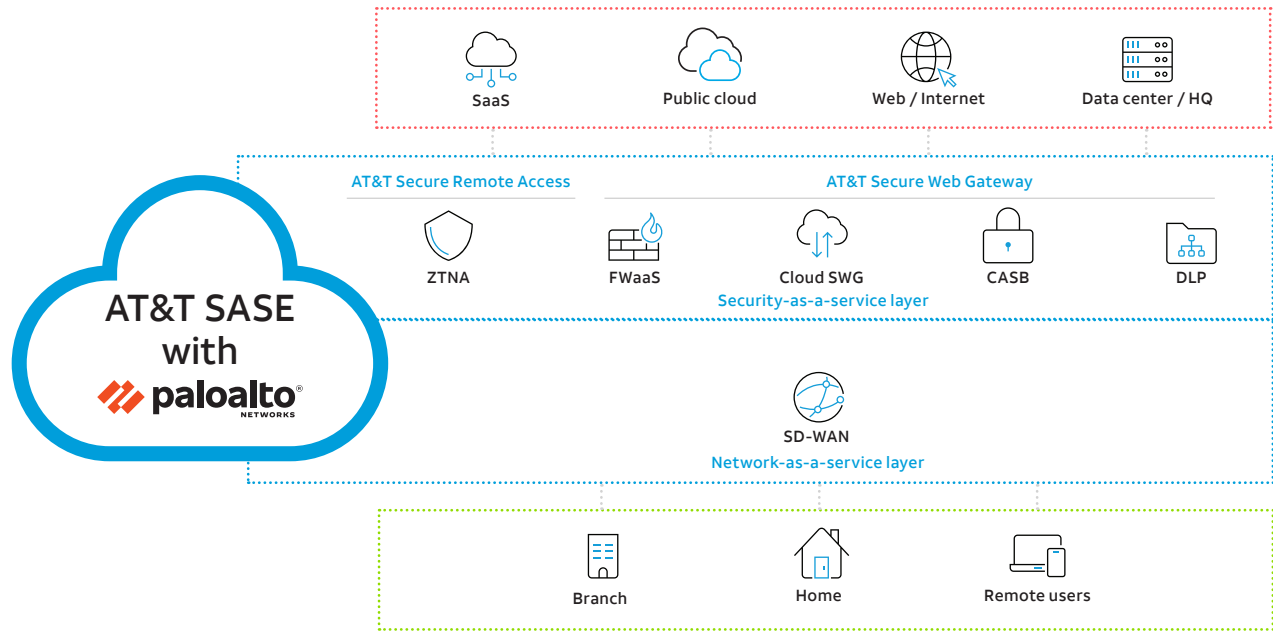 SaaS
Public cloud
Web / Internet
Data center / HQ
AT&T Secure Remote Access
AT&T Secure Web Gateway
ZTNA
FWaaS
Cloud SWG
CASB
DLP
Security-as-a-service layer
AT&T SASE
with
paloalto®
NETWORKS
SD-WAN
Network-as-a-service layer
Branch
Home
Remote users